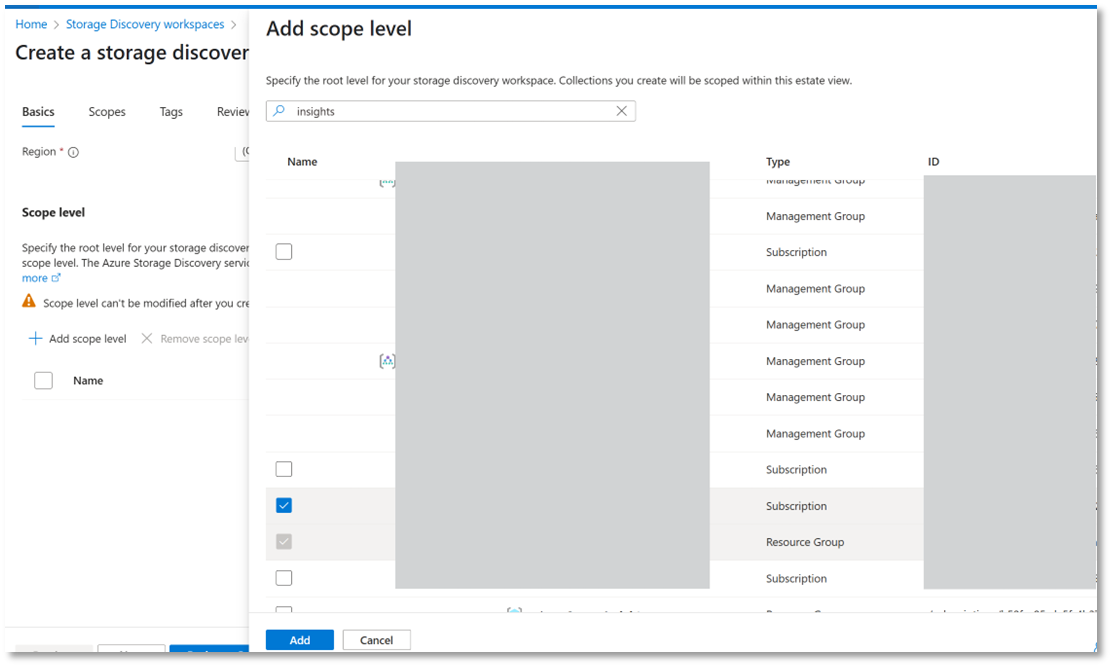 Home > Storage Discovery workspaces >
Create a storage discover
Basics Scopes Tags Review
Region *
Scope level
Specify the root level for your storage discover
scope level. The Azure Storage Discovery servic
more
Scope level can't be modified after you cre
Add scope level Remove scope lev
Name
Add scope level
Specify the root level for your storage discovery workspace. Collections you create will be scoped within this estate view.
insights
Name Type ID
Management Group
Management Group
Subscription
Management Group
Management Group
Management Group
Management Group
Management Group
Subscription
Subscription
Resource Group
Subscription
Add Cancel